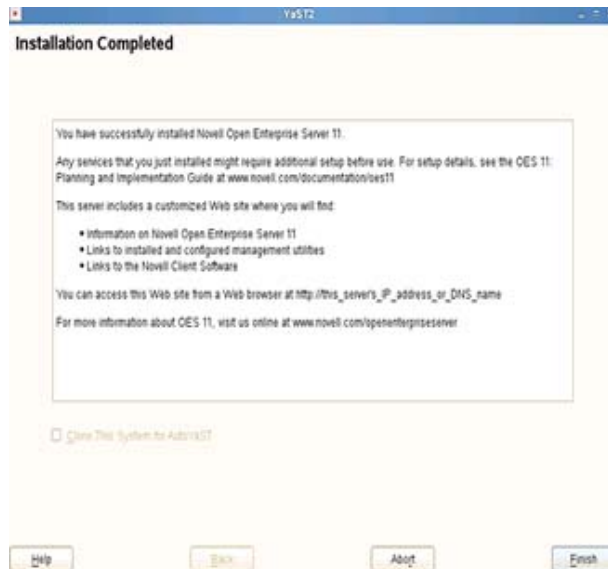 YaST2
Installation Completed
You have successfully installed Novell Open Enterprise Server 11.
Any services that you just installed might require additional setup before use. For setup details, see the OES 11:
Planning and Implementation Guide at www.novell.com/documentation/oes11
This server includes a customized Web site where you will find:
• Information on Novell Open Enterprise Server 11
• Links to installed and configured management utilities
• Links to the Novell Client Software
You can access this Web site from a Web browser at http://this_server's_IP_address_or_DNS_name
For more information about OES 11, visit us online at www.novell.com/openenterpriseserver
Clone This System for AutoYaST
Help
Back
Abort
Finish